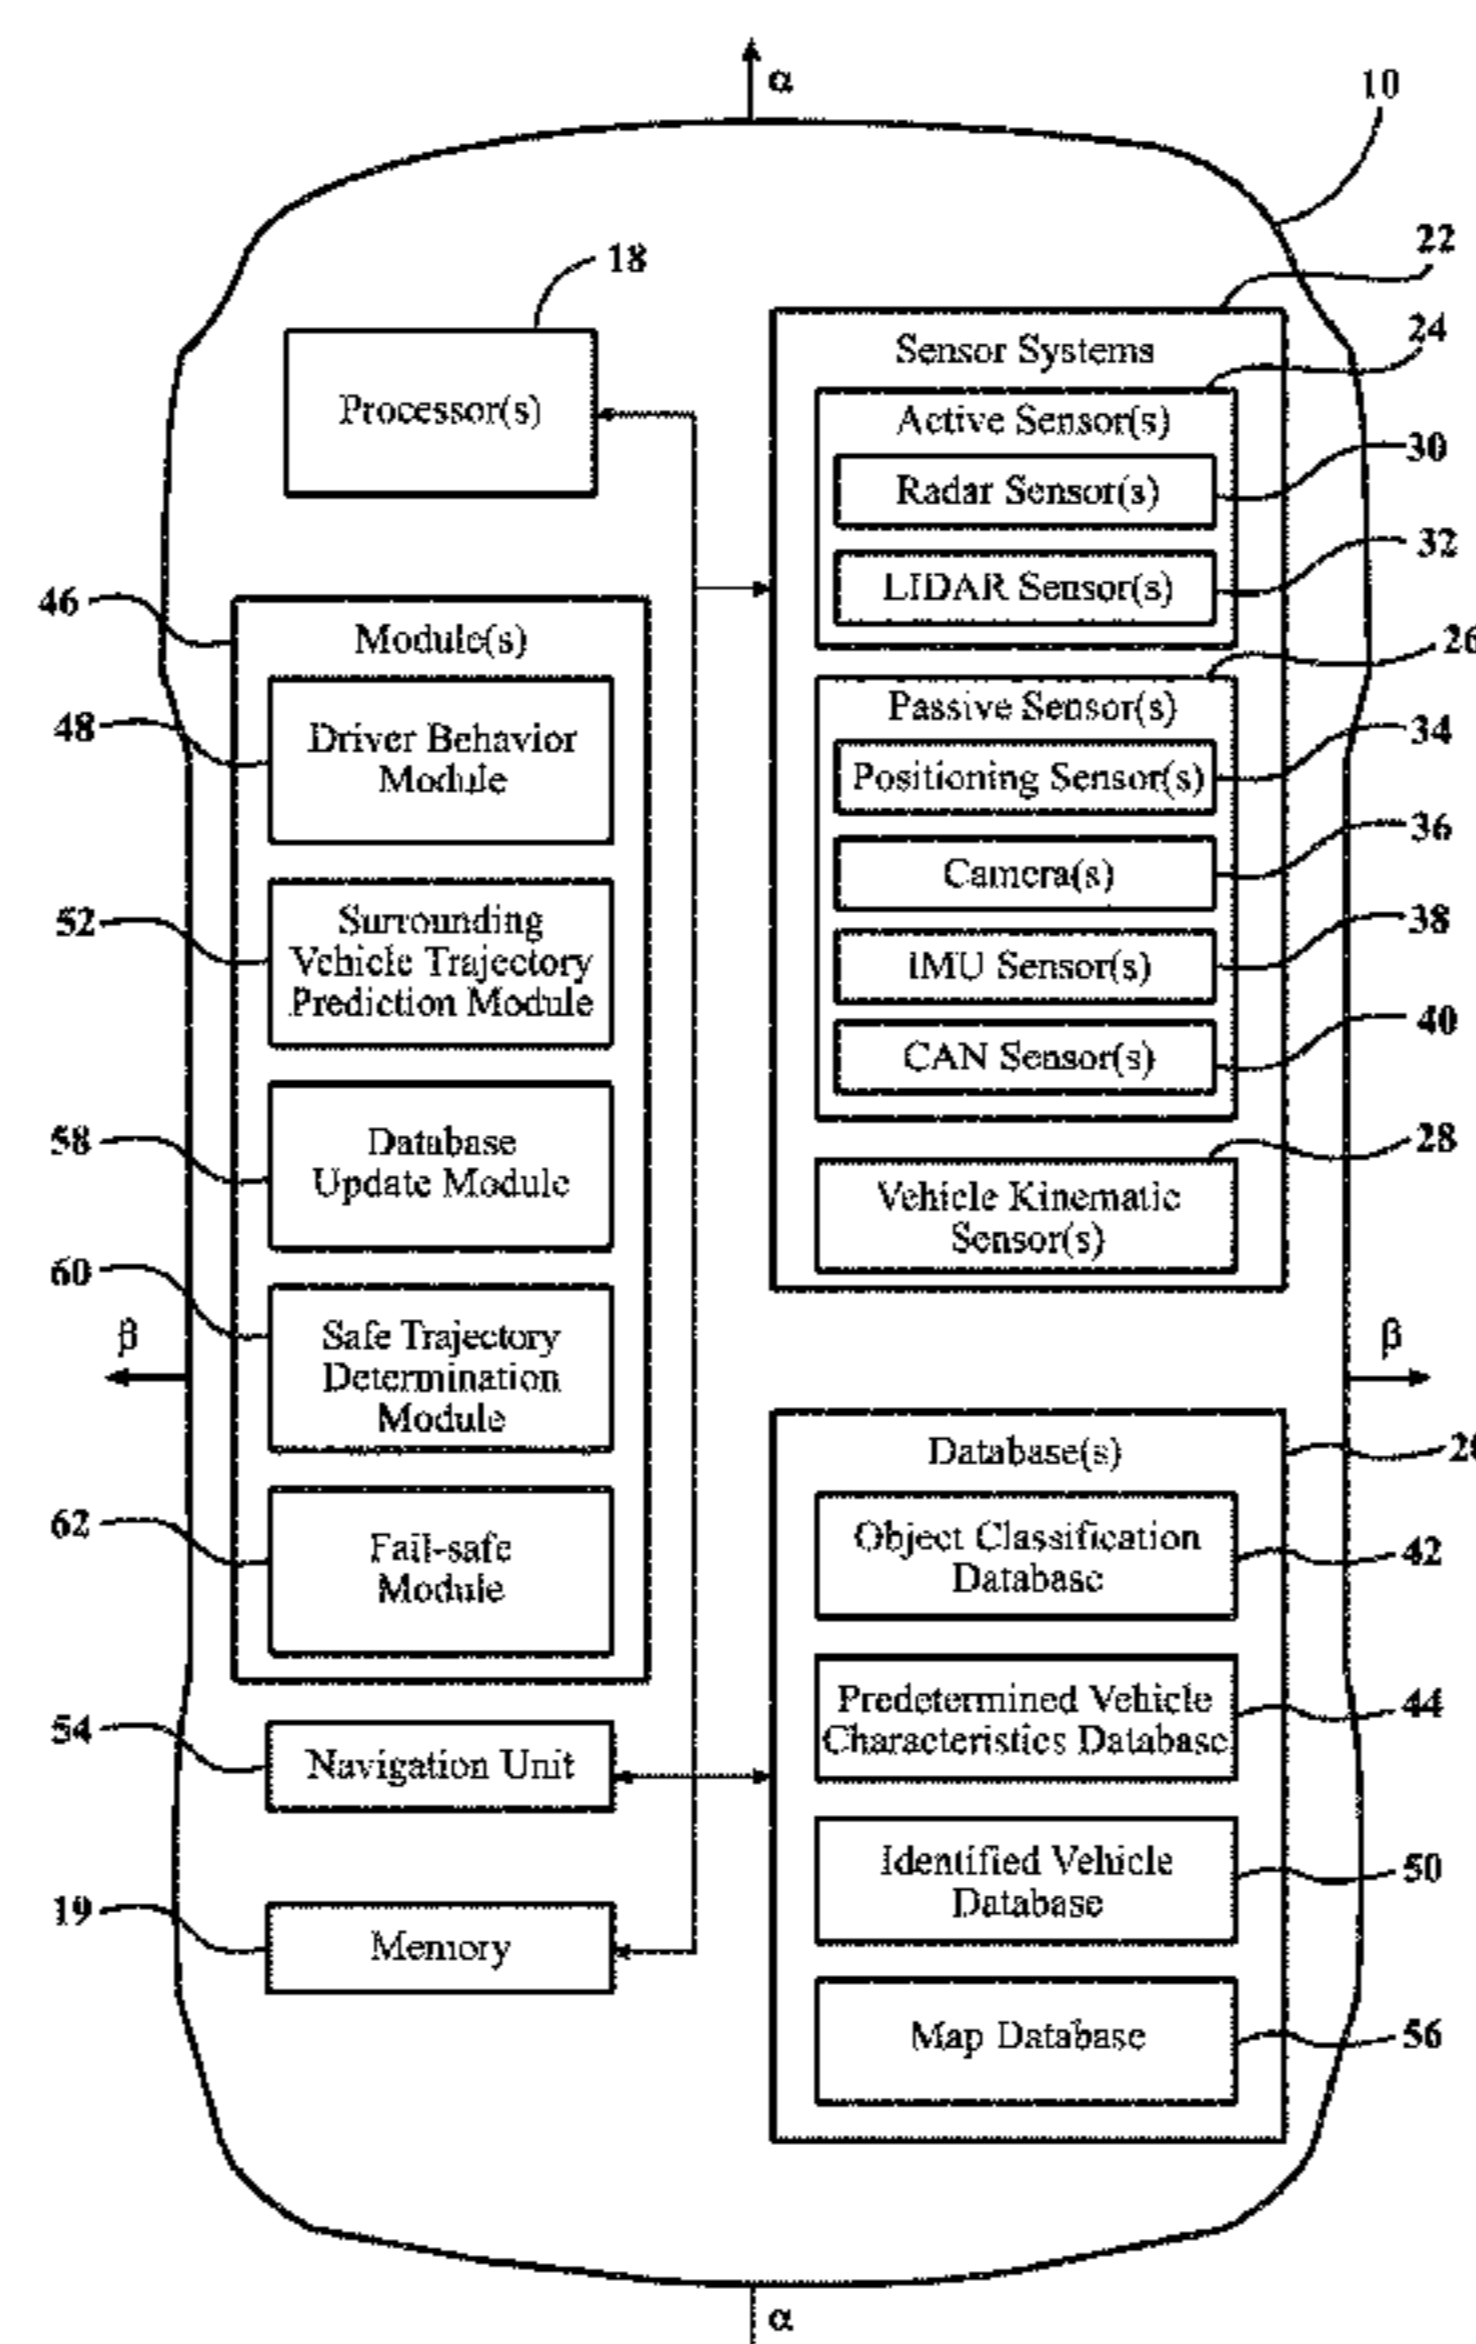 α
10
18
22
Sensor Systems
24
Processor(s)
Active Sensor(s)
30
Radar Sensor(s)
32
LIDAR Sensor(s)
46
Module(s)
26
Passive Sensor(s)
48
Driver Behavior
Module
34
Positioning Sensor(s)
36
Camera(s)
52
Surrounding
Vehicle Trajectory
Prediction Module
38
IMU Sensor(s)
40
CAN Sensor(s)
58
Database
Update Module
28
Vehicle Kinematic
Sensor(s)
60
Safe Trajectory
Determination
Module
β
β
Database(s)
62
Fail-safe
Module
Object Classification
Database
42
Predetermined Vehicle
Characteristics Database
44
54
Navigation Unit
Identified Vehicle
Database
50
19
Memory
Map Database
56
α